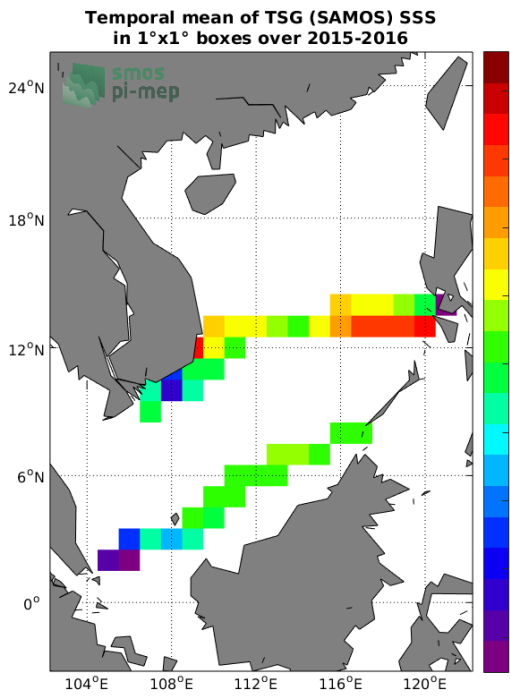 Temporal mean of TSG (SAMOS) SSS
in 1°x1° boxes over 2015-2016
smos
pi-mep
24°N
18°N
12°N
6°N
0°
104°E
108°E
112°E
116°E
120°E